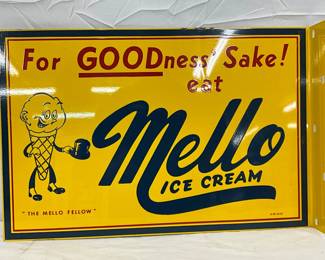 For GOODness' Sake!
eat
Mello
ICE CREAM
"THE MELLO FELLOW"